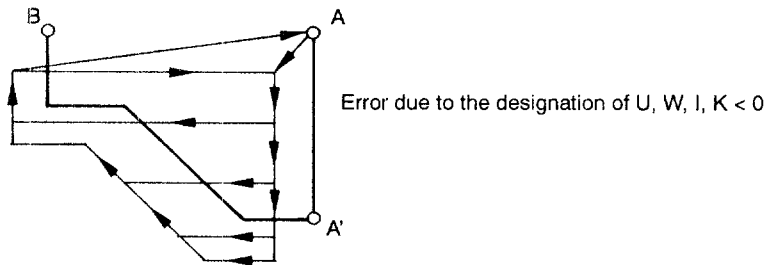 B
A
Error due to the designation of U, W, I, K < 0
A'